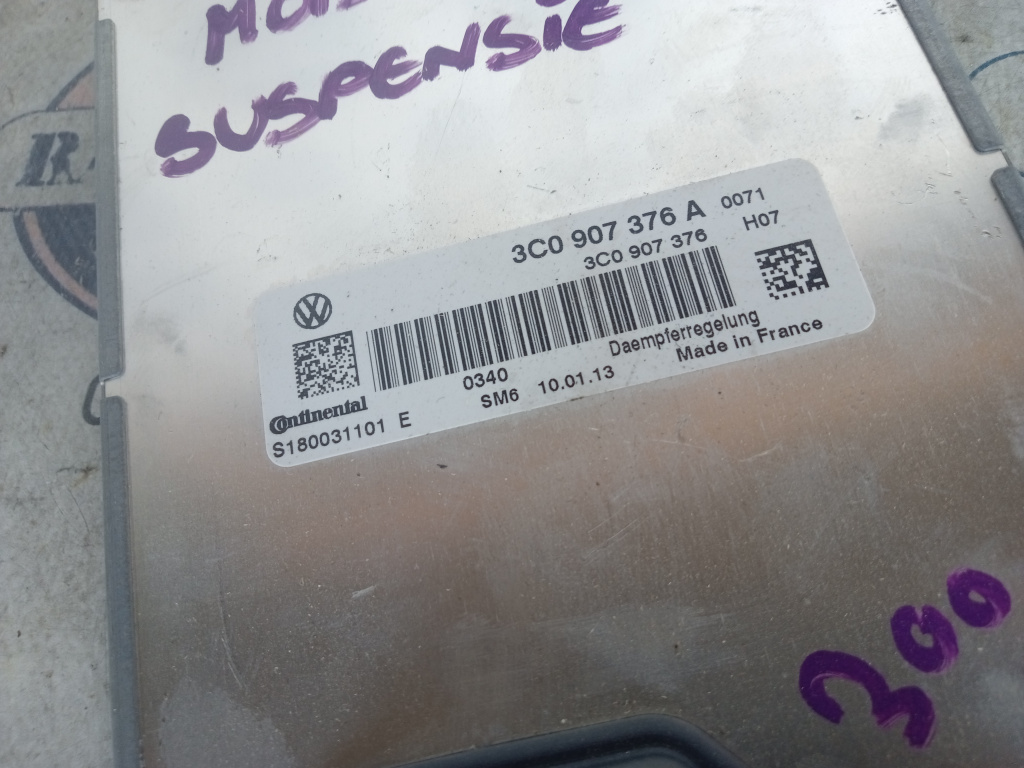 SUSPENSIE
3C0 907 376 A 0071
3C0 907 376 H07
Daempferregelung
0340 Made in France
SM6 10.01.13
Continental
S180031101 E
300